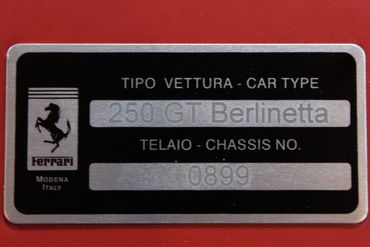 TIPO VETTURA - CAR TYPE
250 GT Berlinetta
TELAIO - CHASSIS NO.
0899
Ferrari
MODENA
ITALY